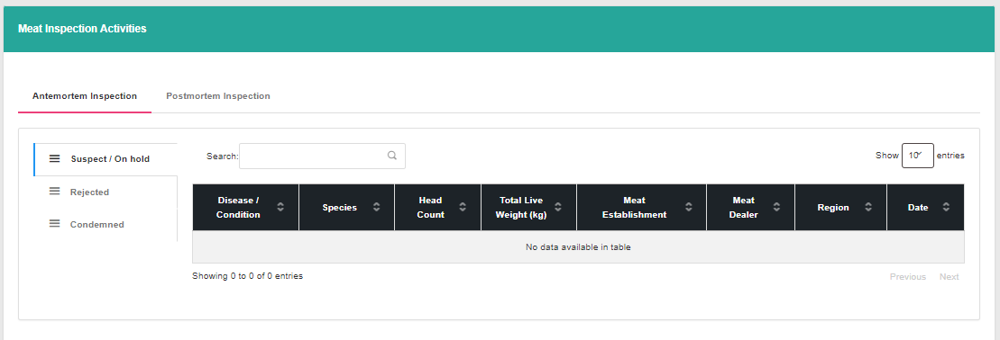 Meat Inspection Activities
Antemortem Inspection Postmortem Inspection
Suspect / On hold
Rejected
Condemned
Search:
Show 10 entries
Disease / Condition Species Head Count Total Live Weight (kg) Meat Establishment Meat Dealer Region Date
No data available in table
Showing 0 to 0 of 0 entries
Previous Next